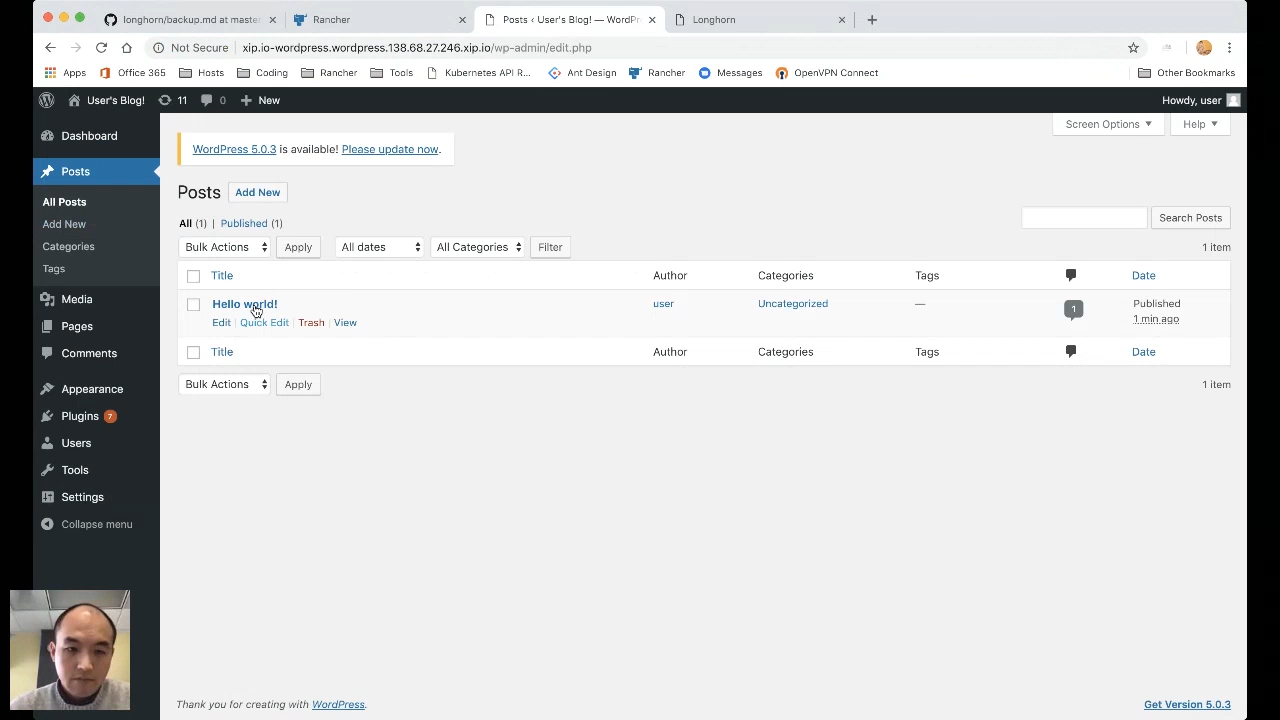 longhorn/backup.md at master
Rancher
Posts ‹ User's Blog! — WordPr
Longhorn
Not Secure
xip.io-wordpress.wordpress.138.68.27.246.xip.io/wp-admin/edit.php
Apps
Office 365
Hosts
Coding
Rancher
Tools
Kubernetes API R...
Ant Design
Rancher
Messages
OpenVPN Connect
Other Bookmarks
User's Blog!
11
0
New
Howdy, user
Dashboard
Posts
All Posts
Add New
Categories
Tags
Media
Pages
Comments
Appearance
Plugins 7
Users
Tools
Settings
Collapse menu
Screen Options
Help
WordPress 5.0.3 is available! Please update now.
Posts
Add New
All (1) | Published (1)
Search Posts
Bulk Actions
Apply
All dates
All Categories
Filter
1 item
Title
Author
Categories
Tags
Date
Hello world!
user
Uncategorized
—
1
Published
1 min ago
Edit | Quick Edit | Trash | View
Title
Author
Categories
Tags
Date
Bulk Actions
Apply
1 item
Thank you for creating with WordPress.
Get Version 5.0.3